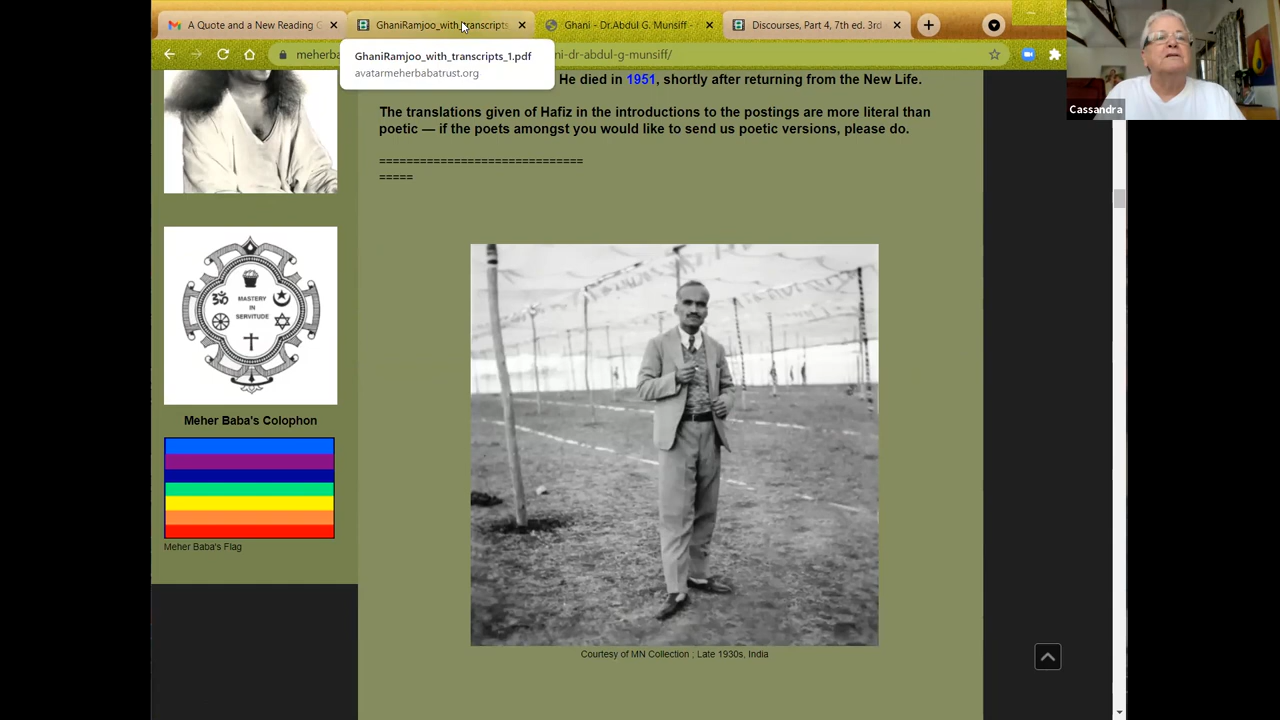 A Quote and a New Reading G
GhaniRamjoo_with_transcripts
Ghani - Dr.Abdul G. Munsiff -
Discourses, Part 4, 7th ed. 3rd
GhaniRamjoo_with_transcripts_1.pdf
avatarmeherbabatrust.org
meherba
ni-dr-abdul-g-munsiff/
Cassandra
He died in 1951, shortly after returning from the New Life.
The translations given of Hafiz in the introductions to the postings are more literal than
poetic — if the poets amongst you would like to send us poetic versions, please do.
==============================
=====
MASTERY
IN
SERVITUDE
Meher Baba's Colophon
Meher Baba's Flag
Courtesy of MN Collection ; Late 1930s, India